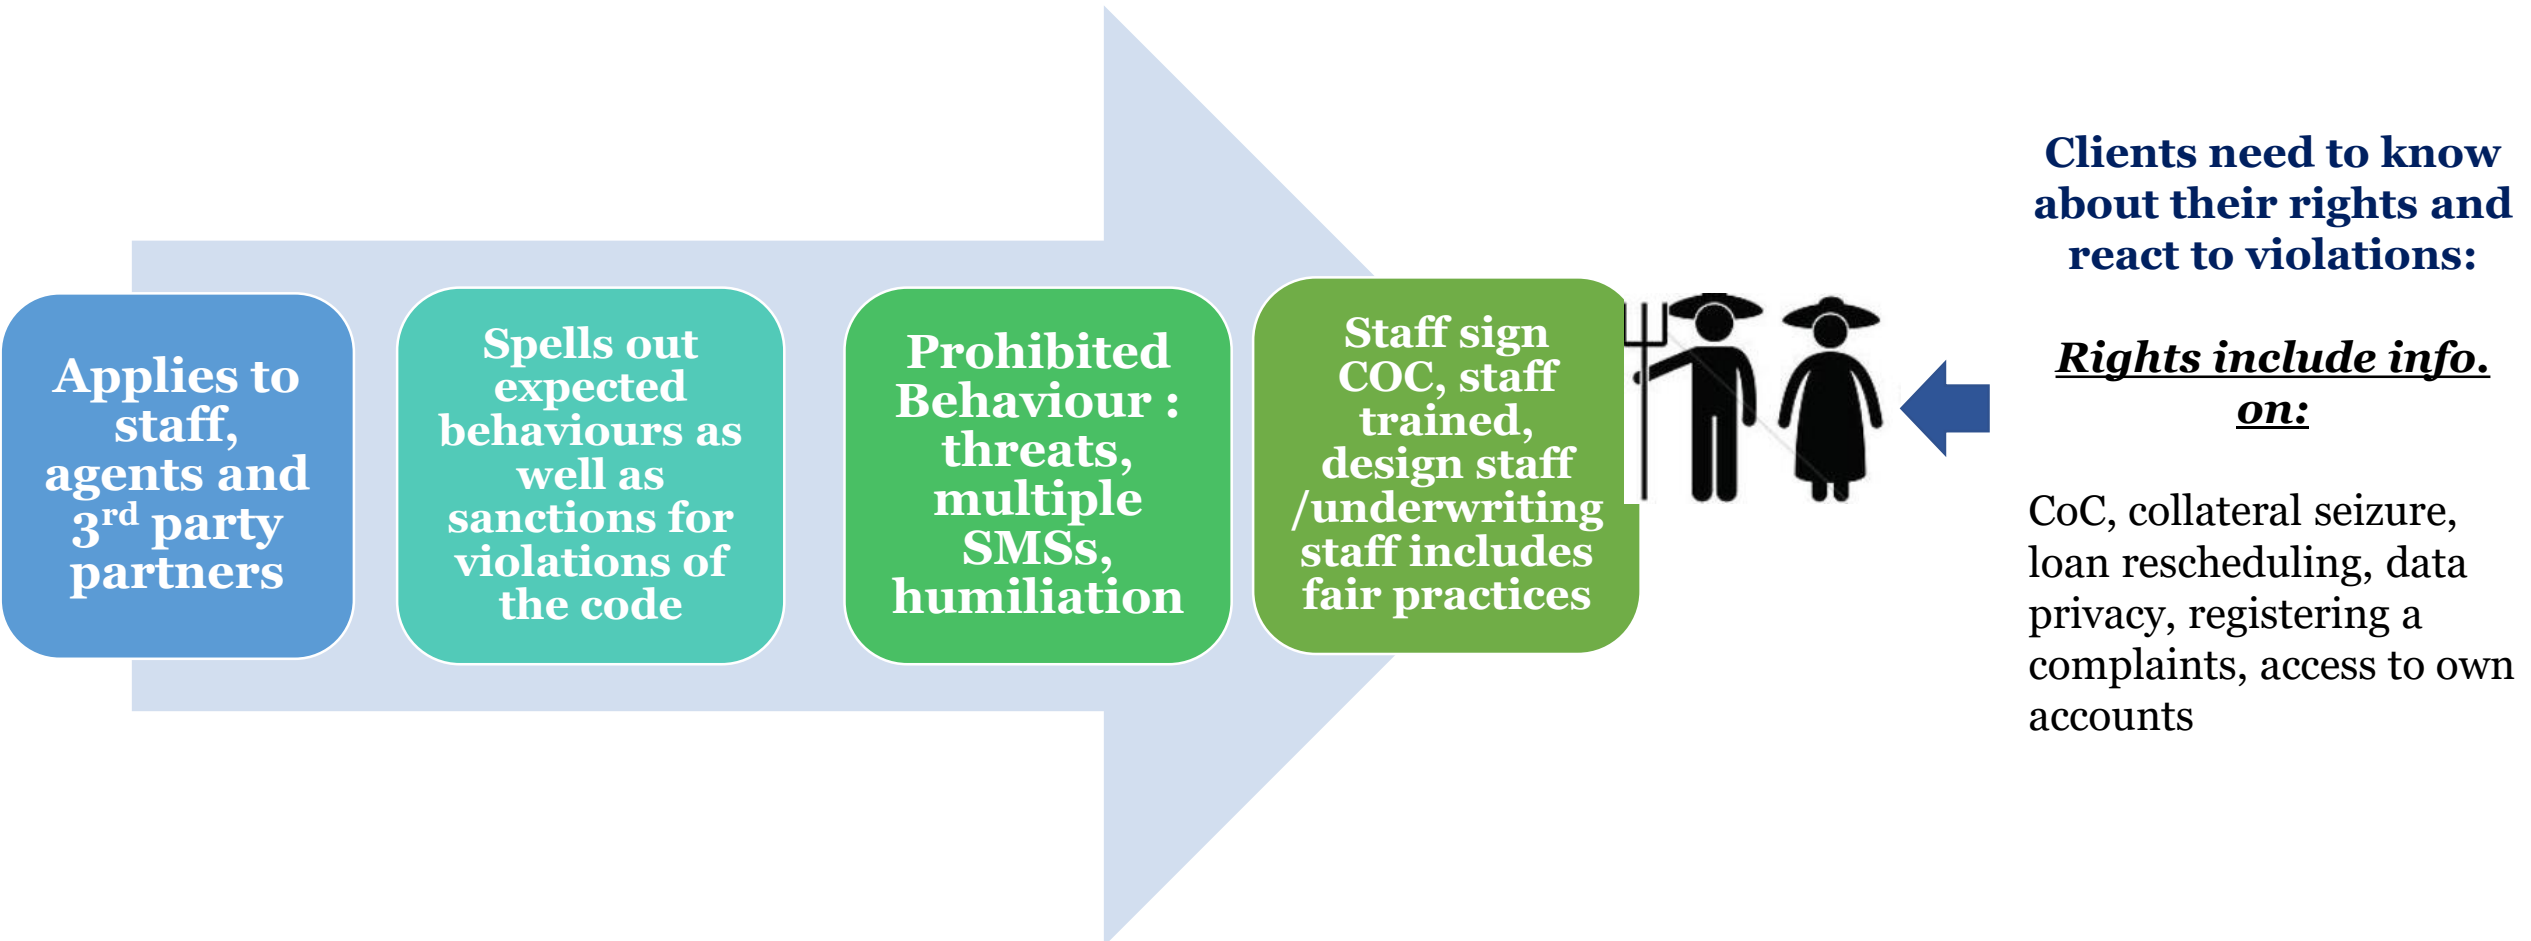 Applies to
staff,
agents and
3rd party
partners
Spells out
expected
behaviours as
well as
sanctions for
violations of
the code
Prohibited
Behaviour :
threats,
multiple
SMSs,
humiliation
Staff sign
COC, staff
trained,
design staff
/underwriting
staff includes
fair practices
Clients need to know
about their rights and
react to violations:
Rights include info.
on:
CoC, collateral seizure,
loan rescheduling, data
privacy, registering a
complaints, access to own
accounts